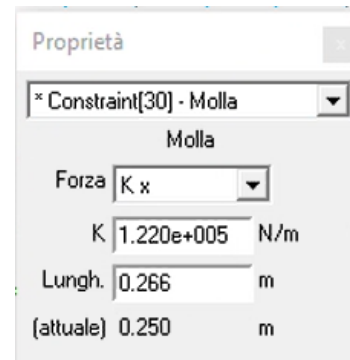 Proprietà x
* Constraint[30] - Molla
Molla
Forza K x
K 1.220e+005 N/m
Lungh. 0.266 m
(attuale) 0.250 m